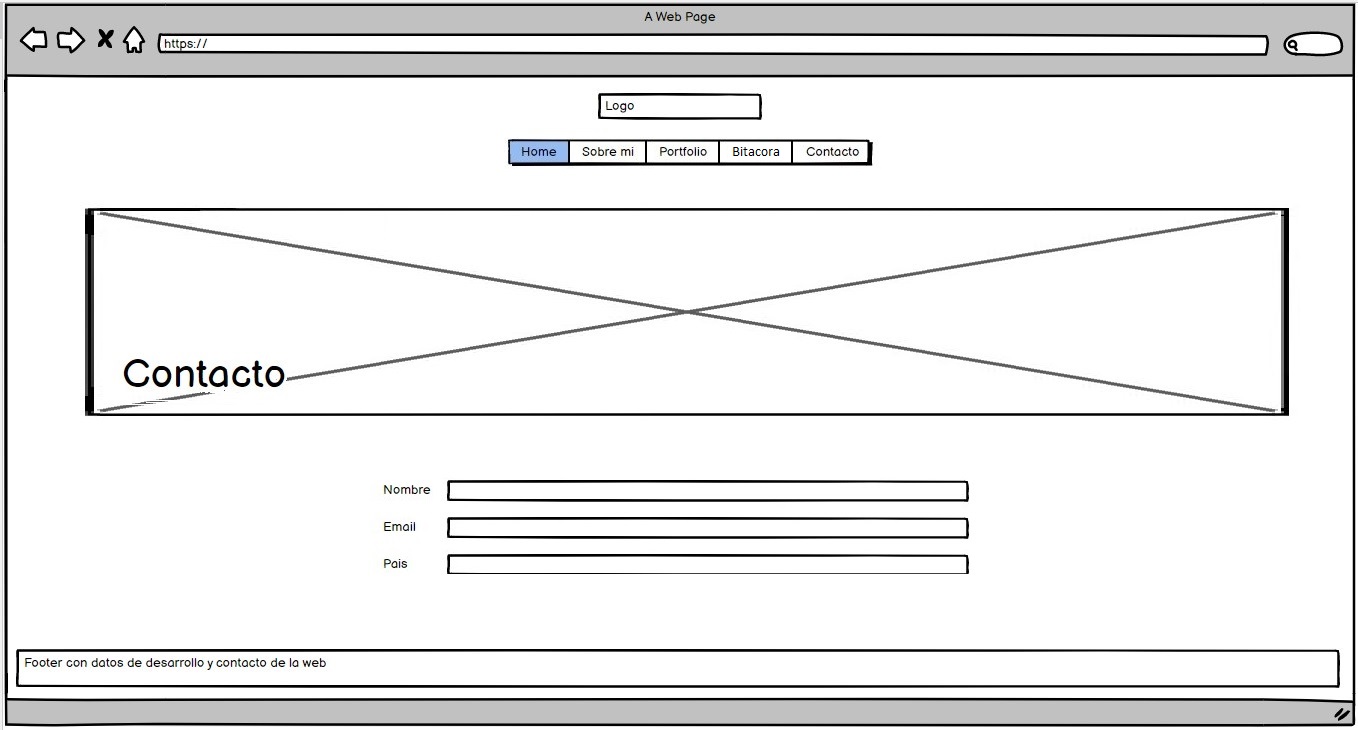 A Web Page
https://
Logo
Home Sobre mi Portfolio Bitacora Contacto
Contacto
Nombre
Email
Pais
Footer con datos de desarrollo y contacto de la web